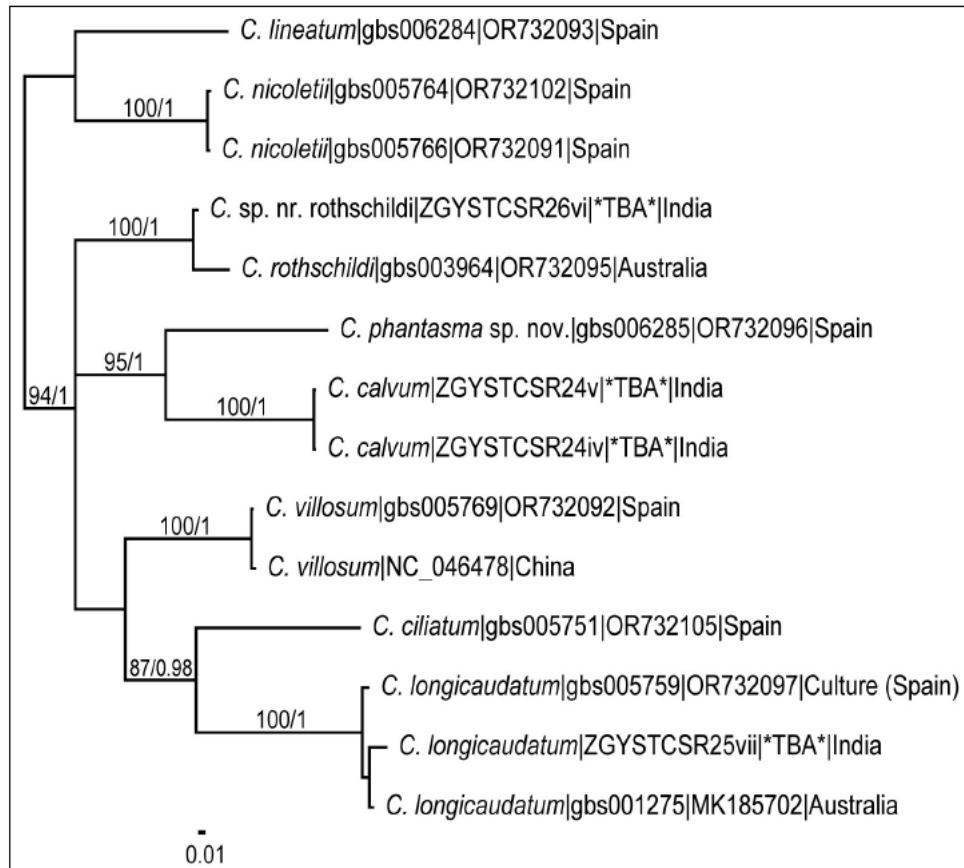 C. lineatum|gbs006284|OR732093|Spain
C. nicoletii|gbs005764|OR732102|Spain
100/1
C. nicoletii|gbs005766|OR732091|Spain
C. sp. nr. rothschildi|ZGYSTCSR26vi|*TBA*|India
100/1
C. rothschildi|gbs003964|OR732095|Australia
C. phantasma sp. nov.|gbs006285|OR732096|Spain
95/1
C. calvum|ZGYSTCSR24v|*TBA*|India
94/1
100/1
C. calvum|ZGYSTCSR24iv|*TBA*|India
C. villosum|gbs005769|OR732092|Spain
100/1
C. villosum|NC_046478|China
C. ciliatum|gbs005751|OR732105|Spain
87/0.98
C. longicaudatum|gbs005759|OR732097|Culture (Spain)
100/1
C. longicaudatum|ZGYSTCSR25vii|*TBA*|India
C. longicaudatum|gbs001275|MK185702|Australia
0.01